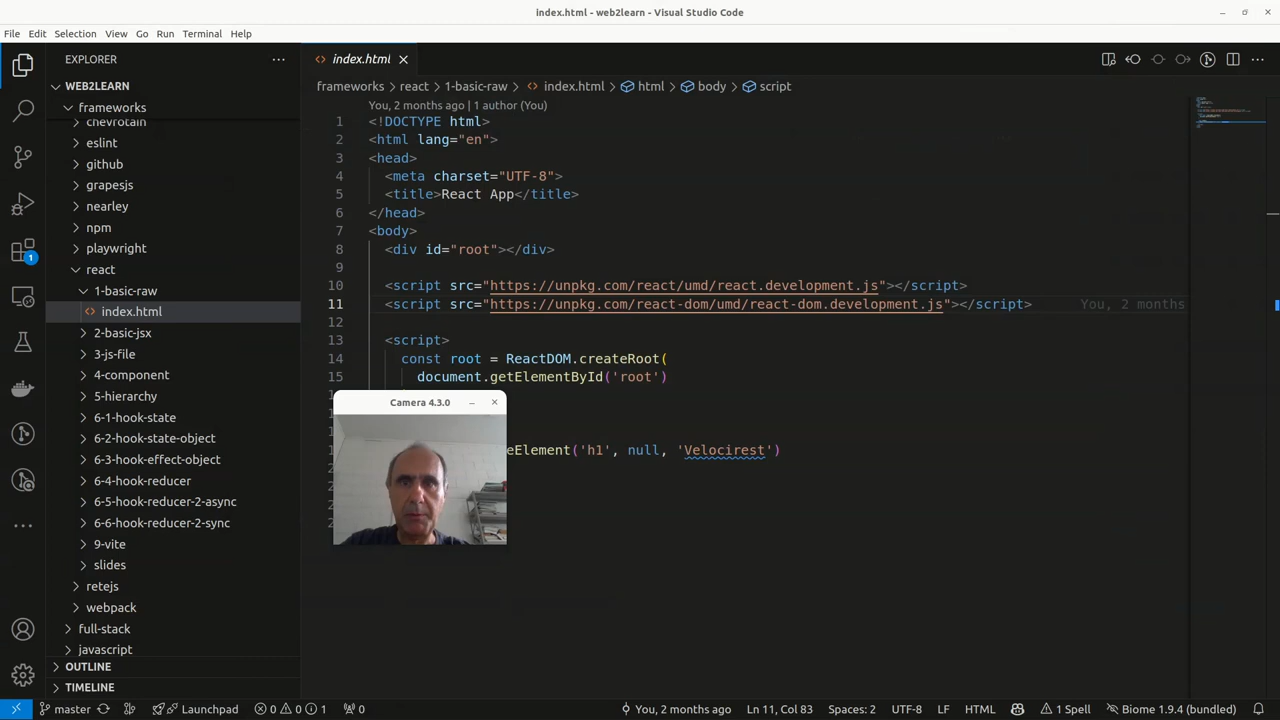 index.html - web2learn - Visual Studio Code
File Edit Selection View Go Run Terminal Help
EXPLORER
WEB2LEARN
frameworks
chevrotain
eslint
github
grapesjs
nearley
npm
playwright
react
1-basic-raw
index.html
2-basic-jsx
3-js-file
4-component
5-hierarchy
6-1-hook-state
6-2-hook-state-object
6-3-hook-effect-object
6-4-hook-reducer
6-5-hook-reducer-2-async
6-6-hook-reducer-2-sync
9-vite
slides
retejs
webpack
full-stack
javascript
OUTLINE
TIMELINE
1
index.html
frameworks > react > 1-basic-raw > index.html > html > body > script
You, 2 months ago | 1 author (You)
1 <!DOCTYPE html>
2 <html lang="en">
3 <head>
4 <meta charset="UTF-8">
5 <title>React App</title>
6 </head>
7 <body>
8 <div id="root"></div>
9
10 <script src="https://unpkg.com/react/umd/react.development.js"></script>
11 <script src="https://unpkg.com/react-dom/umd/react-dom.development.js"></script> You, 2 months
12
13 <script>
14 const root = ReactDOM.createRoot(
15 document.getElementById('root')
Camera 4.3.0
eElement('h1', null, 'Velocirest')
master Launchpad 0 0 1 0 You, 2 months ago Ln 11, Col 83 Spaces: 2 UTF-8 LF HTML 1 Spell Biome 1.9.4 (bundled)